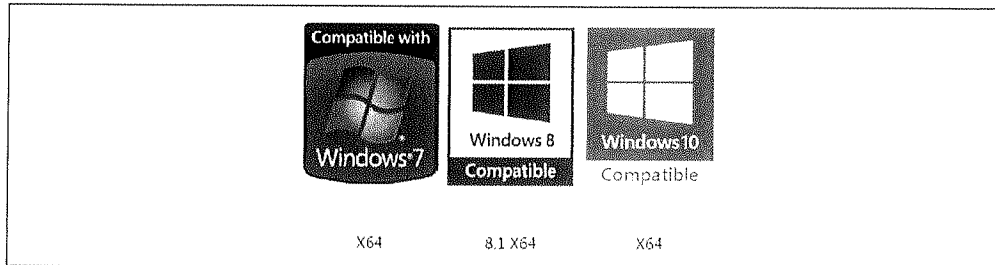 Compatible with
Windows 7
Windows 8
Compatible
Windows 10
Compatible
X64
8.1 X64
X64